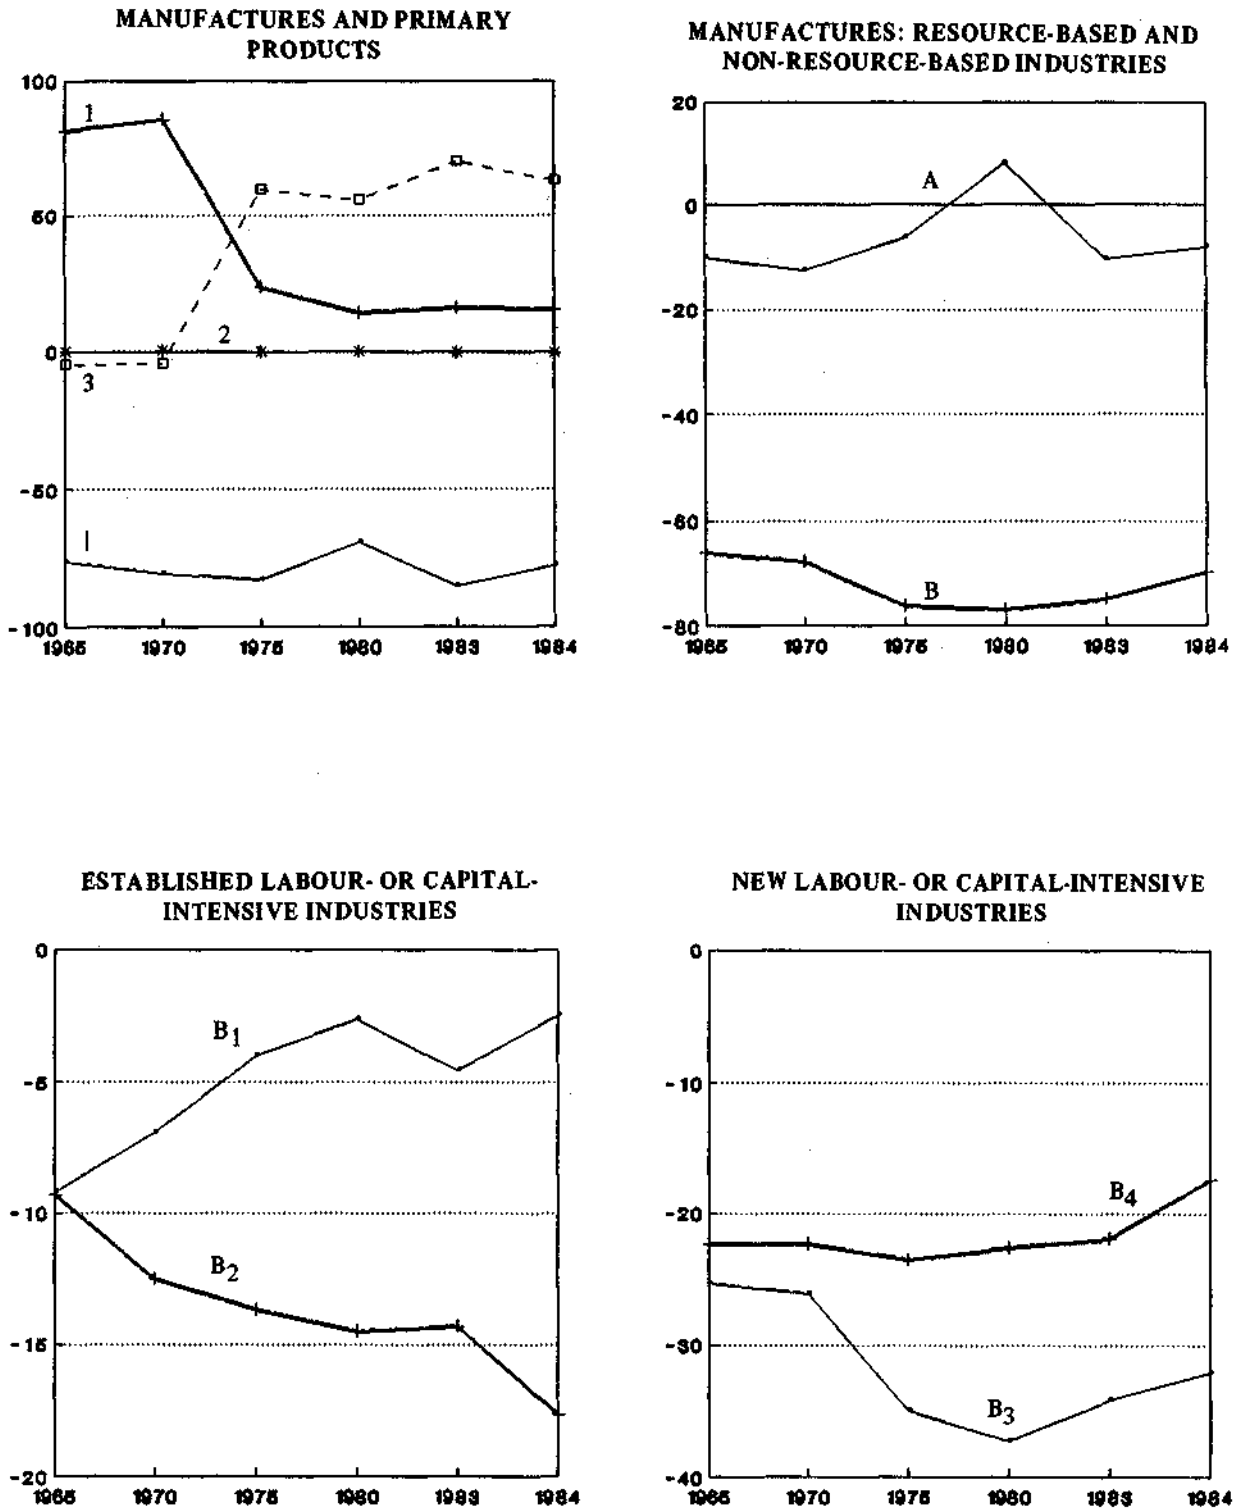 MANUFACTURES AND PRIMARY
PRODUCTS
100
50
0
-50
-100
1
2
3
I
1965 1970 1975 1980 1983 1984
MANUFACTURES: RESOURCE-BASED AND
NON-RESOURCE-BASED INDUSTRIES
20
0
-20
-40
-60
-80
A
B
1965 1970 1975 1980 1983 1984
ESTABLISHED LABOUR- OR CAPITAL-
INTENSIVE INDUSTRIES
0
-5
-10
-15
-20
B1
B2
1965 1970 1975 1980 1983 1984
NEW LABOUR- OR CAPITAL-INTENSIVE
INDUSTRIES
0
-10
-20
-30
-40
B4
B3
1965 1970 1975 1980 1983 1984